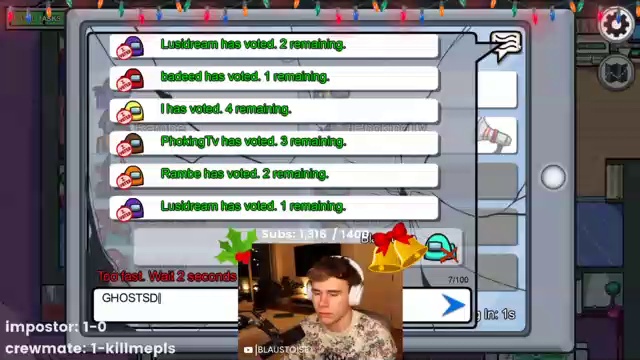 TASKS
Lusidream has voted. 2 remaining.
badeed has voted. 1 remaining.
I has voted. 4 remaining.
PhokingTv has voted. 3 remaining.
Rambe has voted. 2 remaining.
Lusidream has voted. 1 remaining.
Subs: 1,316 / 1400
Too fast. Wait 2 seconds
7/100
GHOSTSD
g In: 1s
impostor: 1-0
crewmate: 1-killmepls
BLAUSTOISE